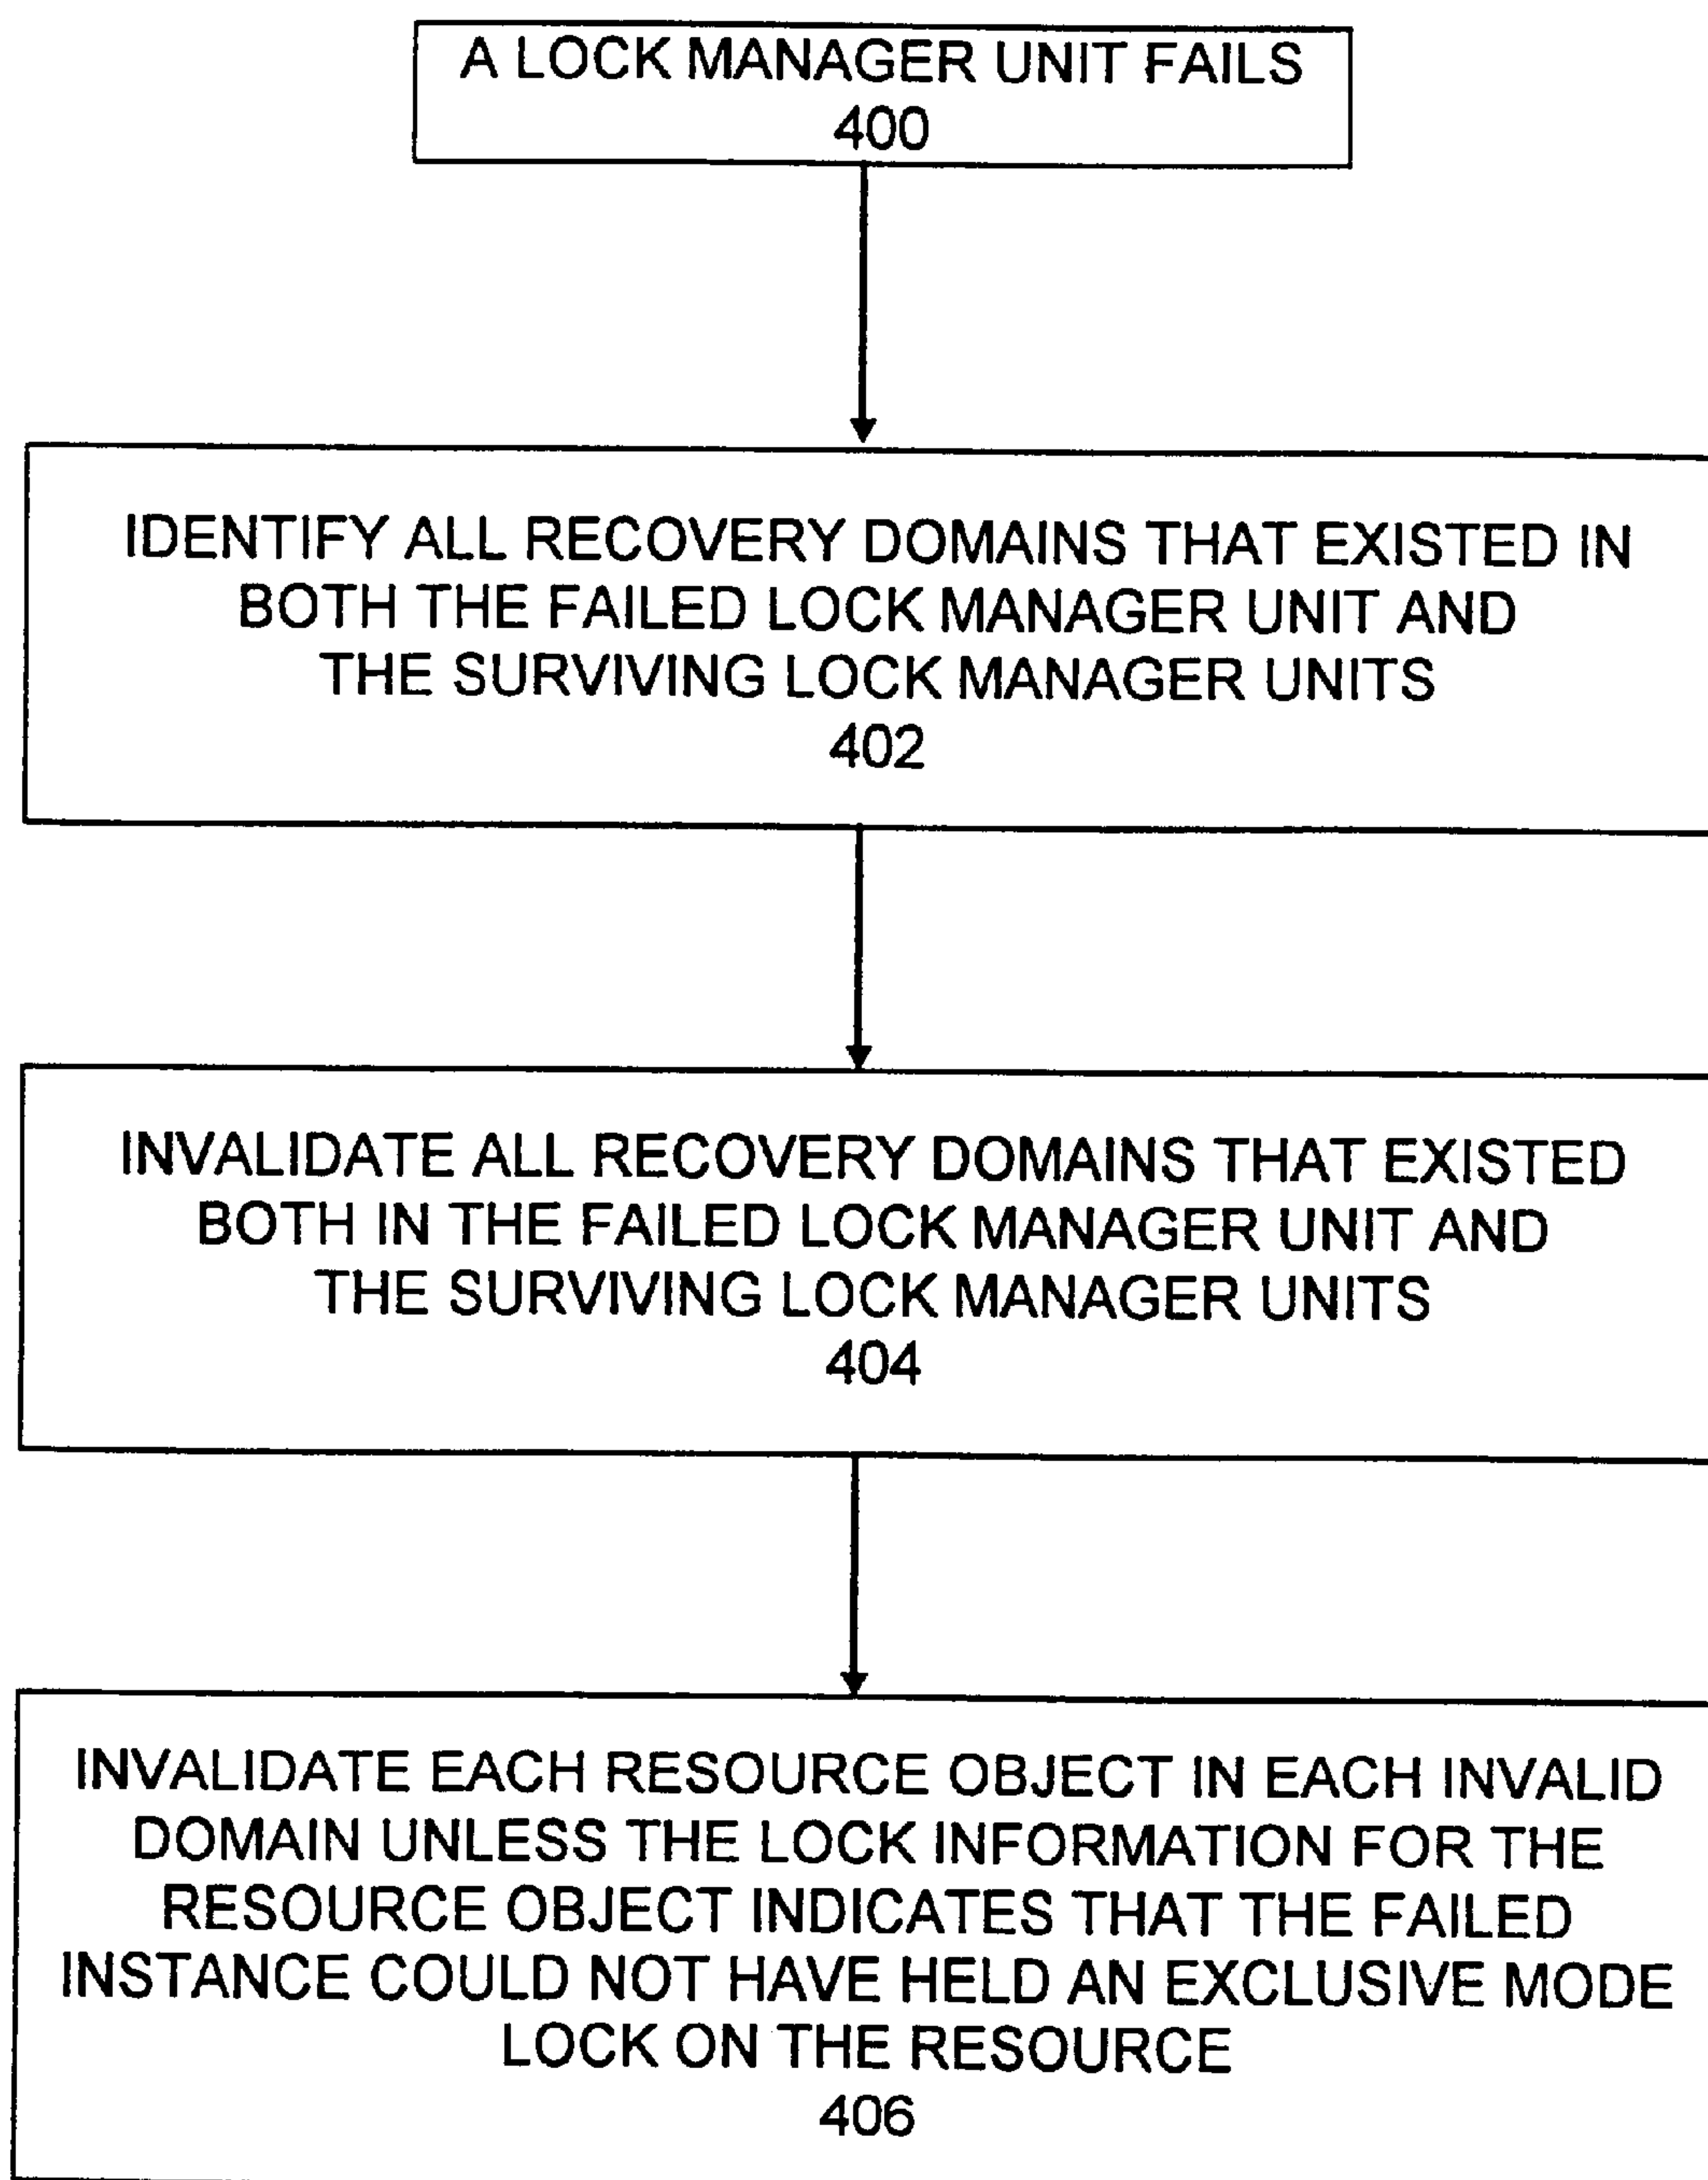 A LOCK MANAGER UNIT FAILS
400
IDENTIFY ALL RECOVERY DOMAINS THAT EXISTED IN
BOTH THE FAILED LOCK MANAGER UNIT AND
THE SURVIVING LOCK MANAGER UNITS
402
INVALIDATE ALL RECOVERY DOMAINS THAT EXISTED
BOTH IN THE FAILED LOCK MANAGER UNIT AND
THE SURVIVING LOCK MANAGER UNITS
404
INVALIDATE EACH RESOURCE OBJECT IN EACH INVALID
DOMAIN UNLESS THE LOCK INFORMATION FOR THE
RESOURCE OBJECT INDICATES THAT THE FAILED
INSTANCE COULD NOT HAVE HELD AN EXCLUSIVE MODE
LOCK ON THE RESOURCE
406